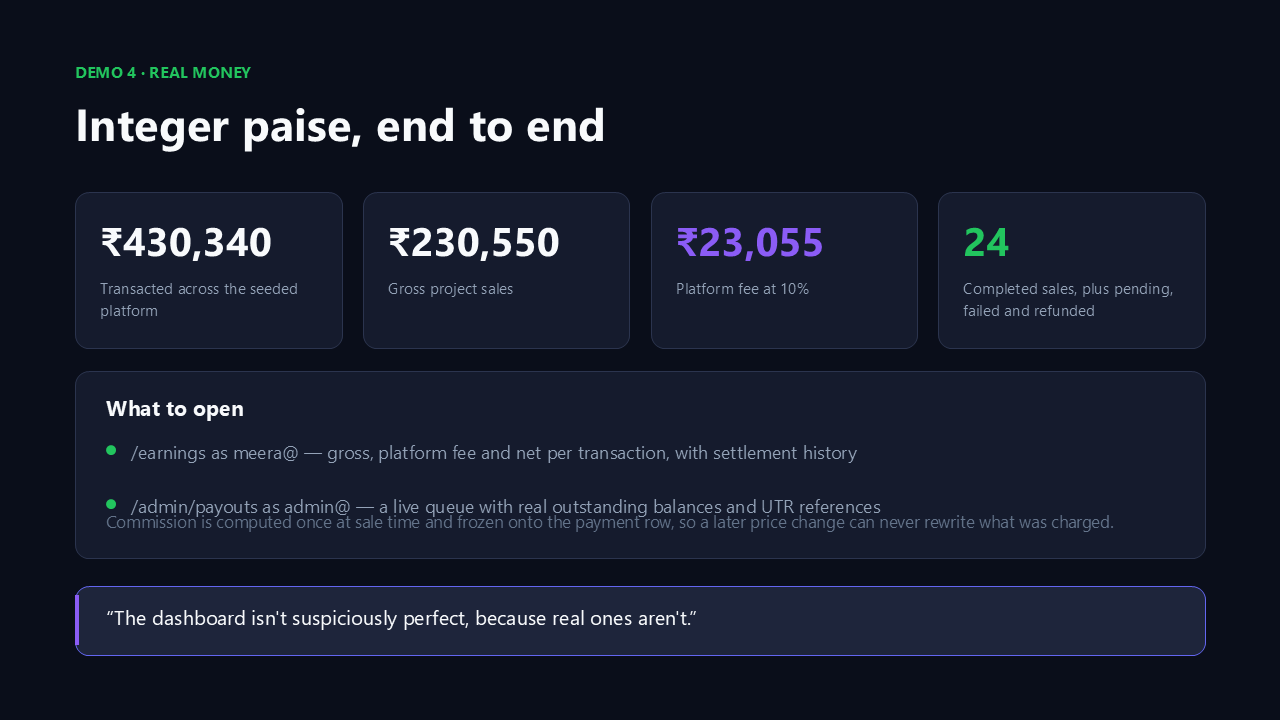 DEMO 4 · REAL MONEY
Integer paise, end to end
₹430,340
Transacted across the seeded
platform
₹230,550
Gross project sales
₹23,055
Platform fee at 10%
24
Completed sales, plus pending,
failed and refunded
What to open
/earnings as meera@ — gross, platform fee and net per transaction, with settlement history
/admin/payouts as admin@ — a live queue with real outstanding balances and UTR references
Commission is computed once at sale time and frozen onto the payment row, so a later price change can never rewrite what was charged.
“The dashboard isn't suspiciously perfect, because real ones aren't.”